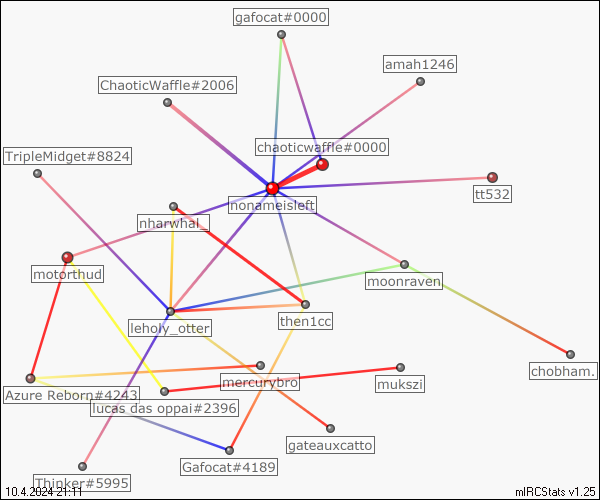 gafocat#0000
amah1246
ChaoticWaffle#2006
chaoticwaffle#0000
TripleMidget#8824
tt532
nonameisleft
nharwhal_
motorthud
moonraven
then1cc
leholy_otter
chobham.
mercurybro
mukszi
Azure Reborn#4243
lucas das oppai#2396
gateauxcatto
Gafocat#4189
Thinker#5995
10.4.2024 21:11
mIRCStats v1.25